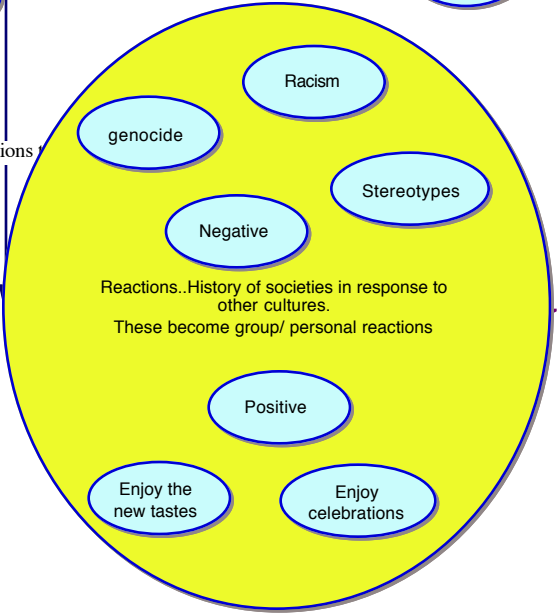 Racism
genocide
ions
Stereotypes
Negative
Reactions..History of societies in response to
other cultures.
These become group/ personal reactions
Positive
Enjoy the
new tastes
Enjoy
celebrations